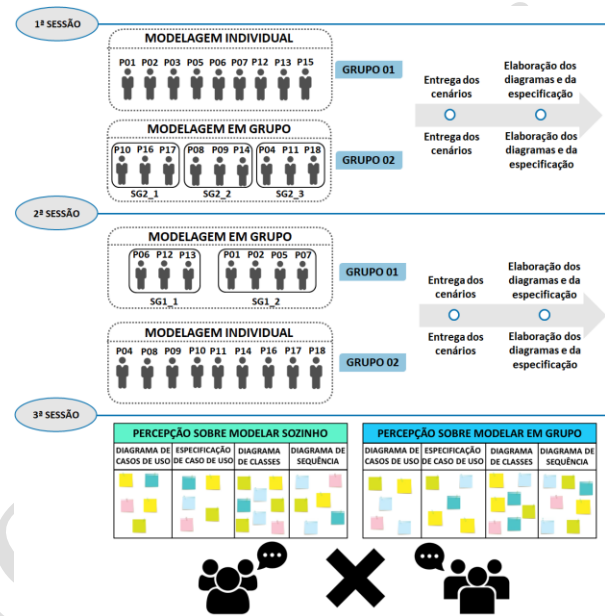 1ª SESSÃO
MODELAGEM INDIVIDUAL
P01 P02 P03 P05 P06 P07 P12 P13 P15
GRUPO 01
MODELAGEM EM GRUPO
P10 P16 P17 P08 P09 P14 P04 P11 P18
SG2_1 SG2_2 SG2_3
GRUPO 02
Entrega dos
cenários
Elaboração dos
diagramas e da
especificação
Entrega dos
cenários
Elaboração dos
diagramas e da
especificação
2ª SESSÃO
MODELAGEM EM GRUPO
P06 P12 P13 P01 P02 P05 P07
SG1_1 SG1_2
GRUPO 01
MODELAGEM INDIVIDUAL
P04 P08 P09 P10 P11 P14 P16 P17 P18
GRUPO 02
Entrega dos
cenários
Elaboração dos
diagramas e da
especificação
Entrega dos
cenários
Elaboração dos
diagramas e da
especificação
3ª SESSÃO
PERCEPÇÃO SOBRE MODELAR SOZINHO
DIAGRAMA DE
CASOS DE USO
ESPECIFICAÇÃO
DE CASO DE USO
DIAGRAMA
DE CLASSES
DIAGRAMA DE
SEQUÊNCIA
PERCEPÇÃO SOBRE MODELAR EM GRUPO
DIAGRAMA DE
CASOS DE USO
ESPECIFICAÇÃO
DE CASO DE USO
DIAGRAMA
DE CLASSES
DIAGRAMA DE
SEQUÊNCIA